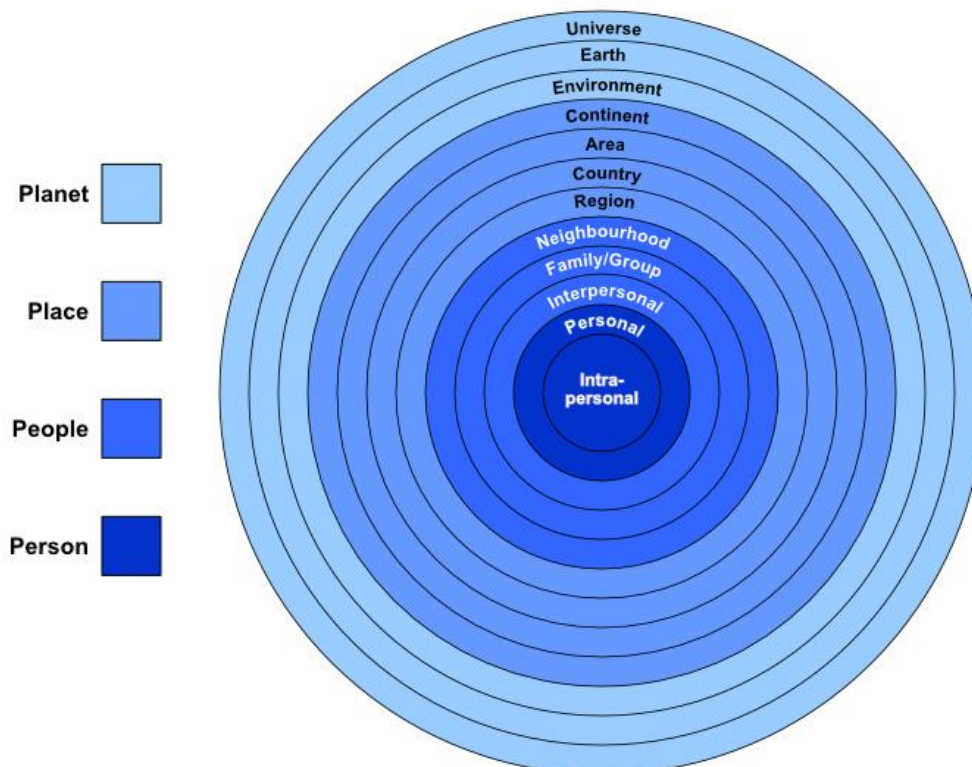 Universe
Earth
Environment
Continent
Area
Country
Region
Neighbourhood
Family/Group
Interpersonal
Personal
Intra-
personal
Planet
Place
People
Person